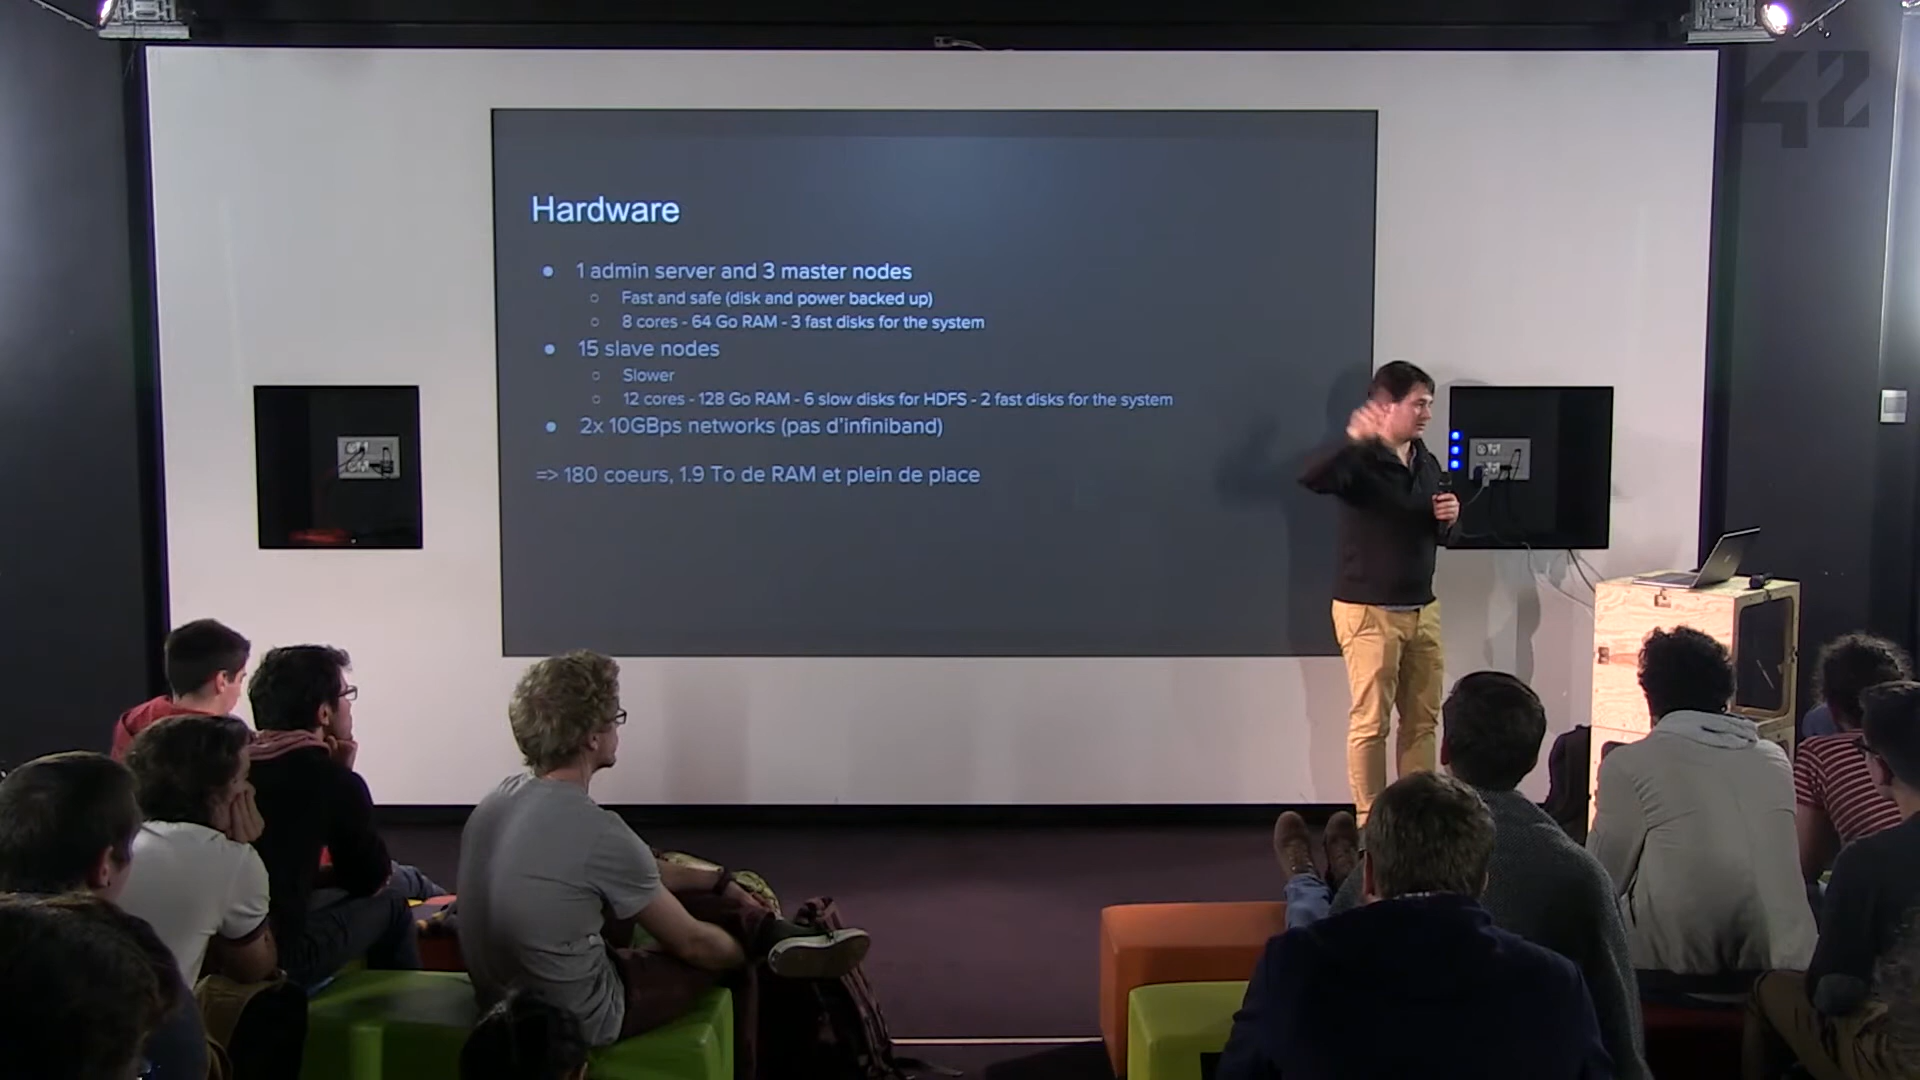 42
Hardware
● 1 admin server and 3 master nodes
○ Fast and safe (disk and power backed up)
○ 8 cores - 64 Go RAM - 3 fast disks for the system
● 15 slave nodes
○ Slower
○ 12 cores - 128 Go RAM - 6 slow disks for HDFS - 2 fast disks for the system
● 2x 10GBps networks (pas d'infiniband)
=> 180 coeurs, 1.9 To de RAM et plein de place